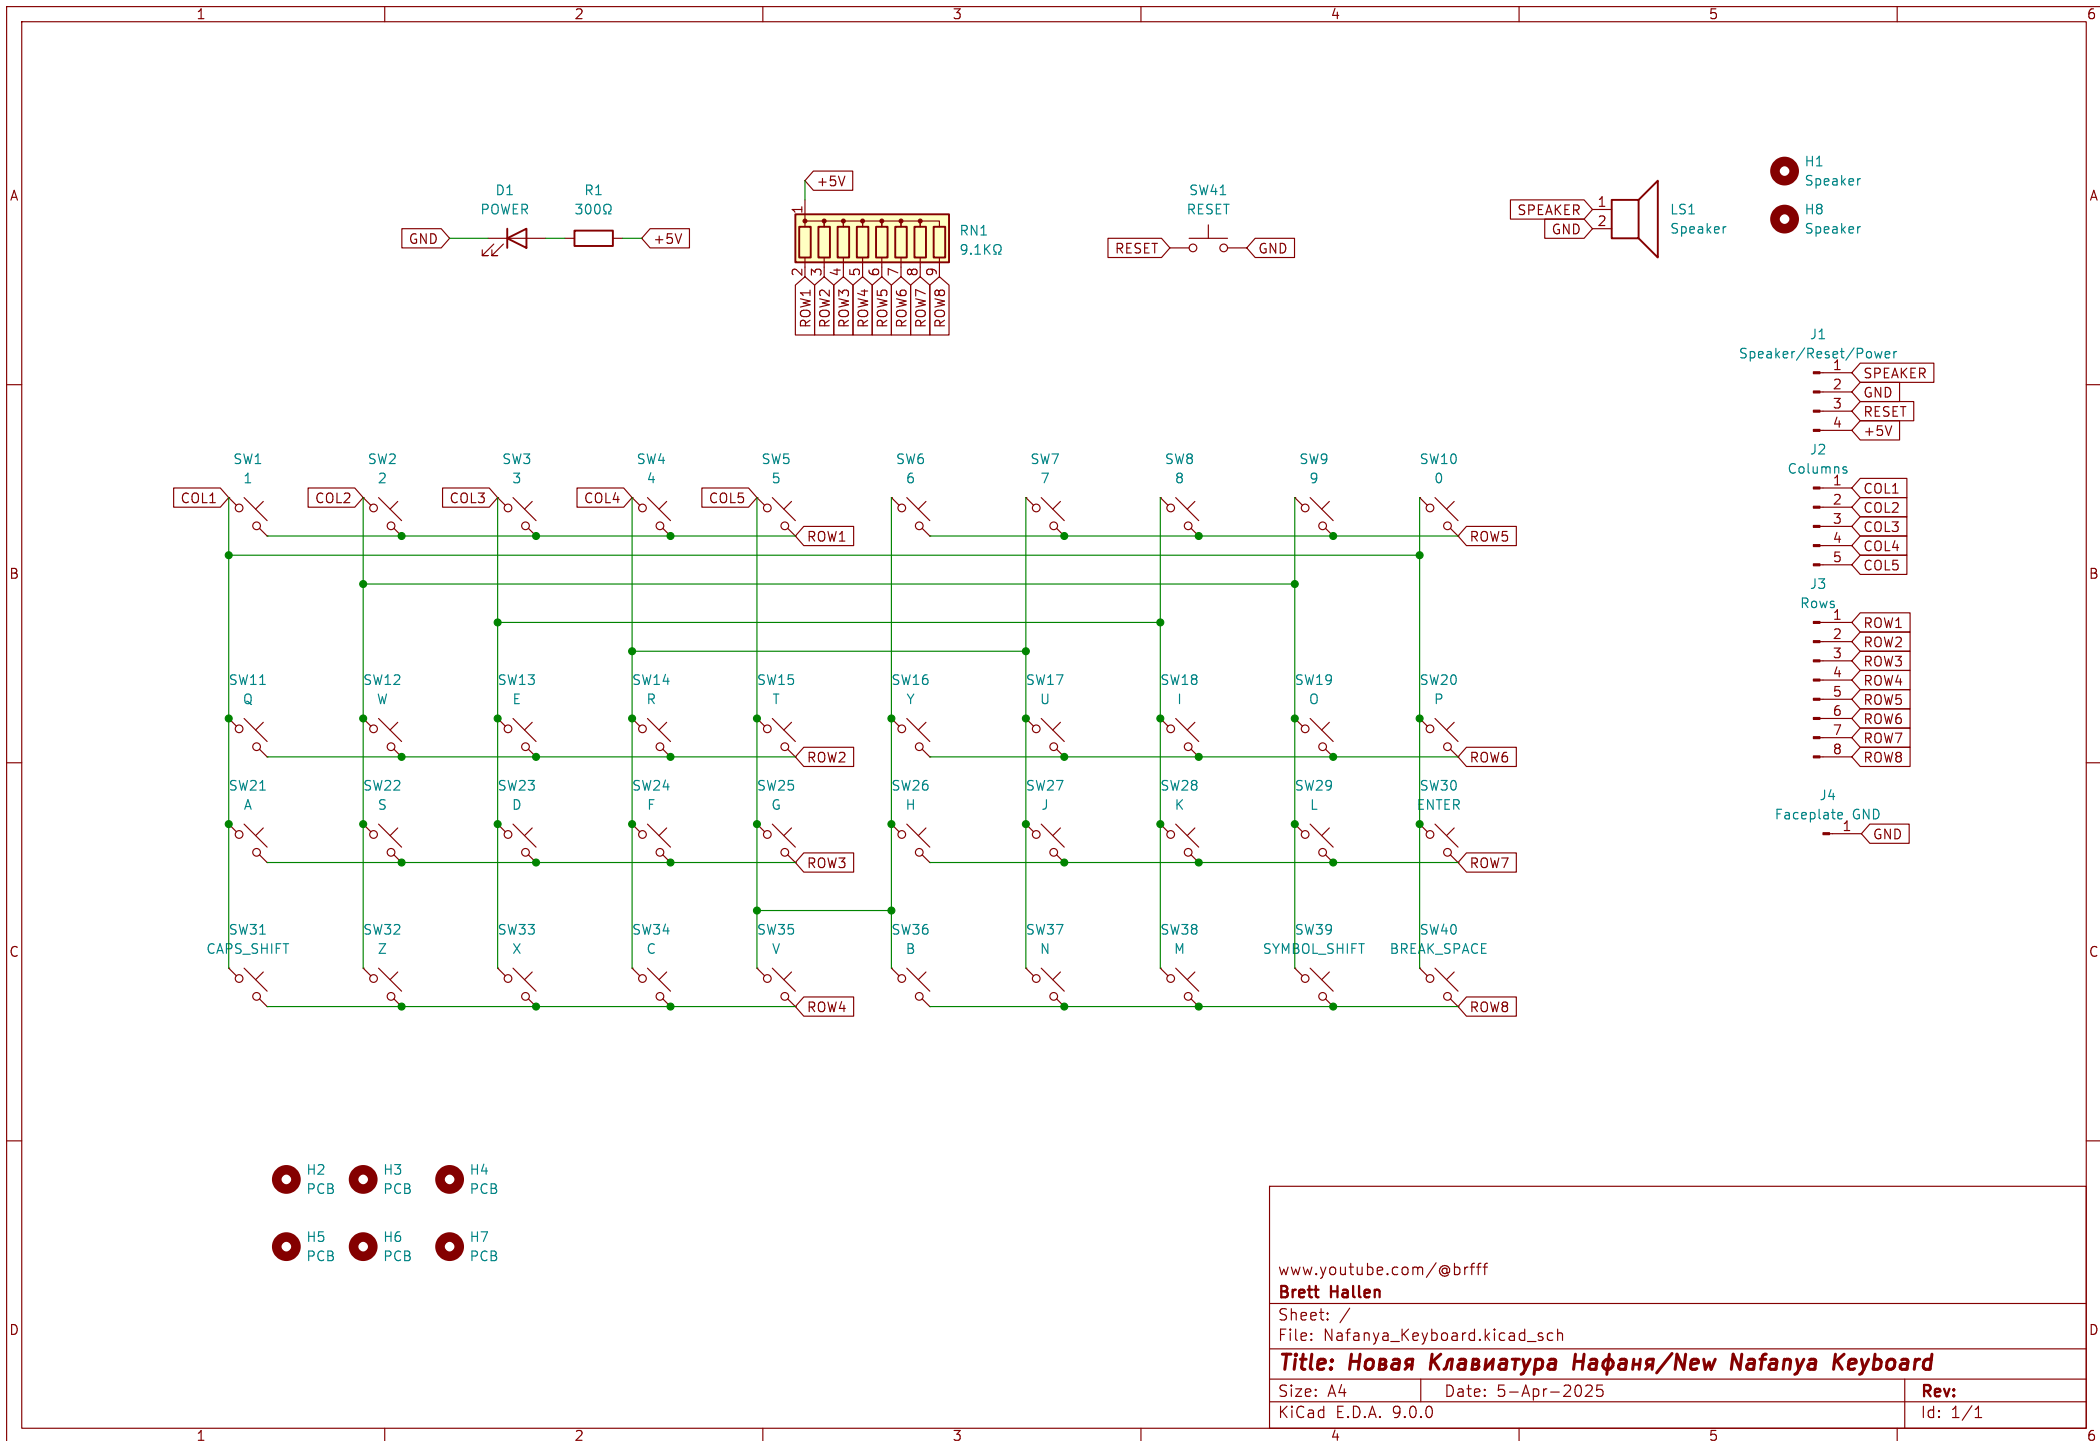 1 2 3 4 5 6
A A
B B
C C
D D
D1
POWER
GND
R1
300Ω
+5V
+5V
1
RN1
9.1KΩ
2 3 4 5 6 7 8 9
ROW1 ROW2 ROW3 ROW4 ROW5 ROW6 ROW7 ROW8
SW41
RESET
RESET GND
SPEAKER 1
GND 2
LS1
Speaker
H1
Speaker
H8
Speaker
J1
Speaker/Reset/Power
1 SPEAKER
2 GND
3 RESET
4 +5V
J2
Columns
1 COL1
2 COL2
3 COL3
4 COL4
5 COL5
J3
Rows
1 ROW1
2 ROW2
3 ROW3
4 ROW4
5 ROW5
6 ROW6
7 ROW7
8 ROW8
J4
Faceplate GND
1 GND
SW1 SW2 SW3 SW4 SW5 SW6 SW7 SW8 SW9 SW10
1 2 3 4 5 6 7 8 9 0
COL1 COL2 COL3 COL4 COL5
ROW1 ROW5
SW11 SW12 SW13 SW14 SW15 SW16 SW17 SW18 SW19 SW20
Q W E R T Y U I O P
ROW2 ROW6
SW21 SW22 SW23 SW24 SW25 SW26 SW27 SW28 SW29 SW30
A S D F G H J K L ENTER
ROW3 ROW7
SW31 SW32 SW33 SW34 SW35 SW36 SW37 SW38 SW39 SW40
CAPS_SHIFT Z X C V B N M SYMBOL_SHIFT BREAK_SPACE
ROW4 ROW8
H2 H3 H4
PCB PCB PCB
H5 H6 H7
PCB PCB PCB
www.youtube.com/@brfff
Brett Hallen
Sheet: /
File: Nafanya_Keyboard.kicad_sch
Title: Новая Клавиатура Нафаня/New Nafanya Keyboard
Size: A4 Date: 5-Apr-2025 Rev:
KiCad E.D.A. 9.0.0 Id: 1/1
1 2 3 4 5 6